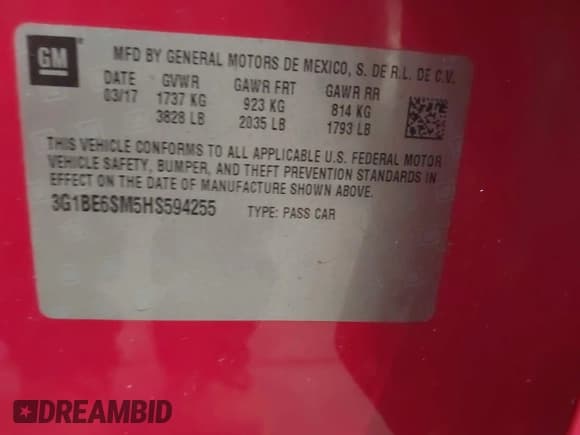 GM
MFD BY GENERAL MOTORS DE MEXICO, S. DE R.L. DE C.V.
DATE GVWR GAWR FRT GAWR RR
03/17 1737 KG 923 KG 814 KG
3828 LB 2035 LB 1793 LB
THIS VEHICLE CONFORMS TO ALL APPLICABLE U.S. FEDERAL MOTOR
VEHICLE SAFETY, BUMPER, AND THEFT PREVENTION STANDARDS IN
EFFECT ON THE DATE OF MANUFACTURE SHOWN ABOVE.
3G1BE6SM5HS594255 TYPE: PASS CAR
DREAMBID